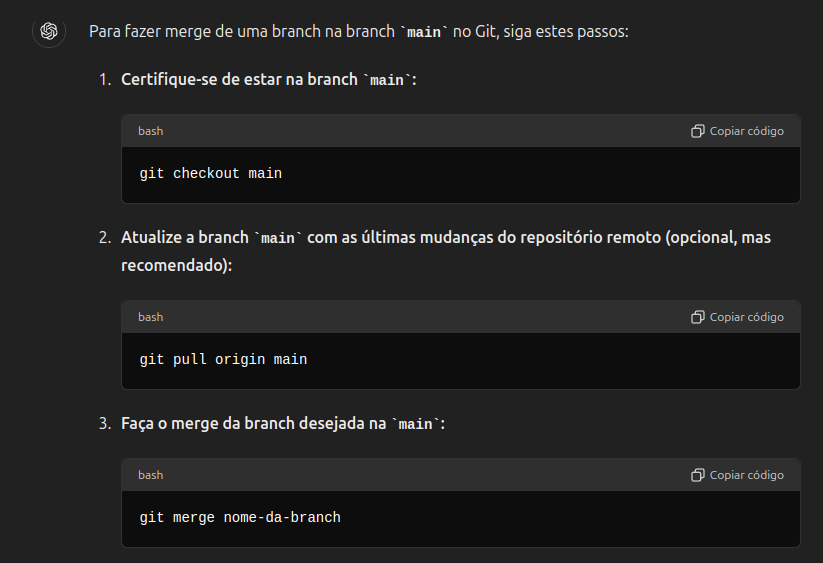 Para fazer merge de uma branch na branch `main` no Git, siga estes passos:
1. Certifique-se de estar na branch `main`:
bash Copiar código
git checkout main
2. Atualize a branch `main` com as últimas mudanças do repositório remoto (opcional, mas
recomendado):
bash Copiar código
git pull origin main
3. Faça o merge da branch desejada na `main`:
bash Copiar código
git merge nome-da-branch